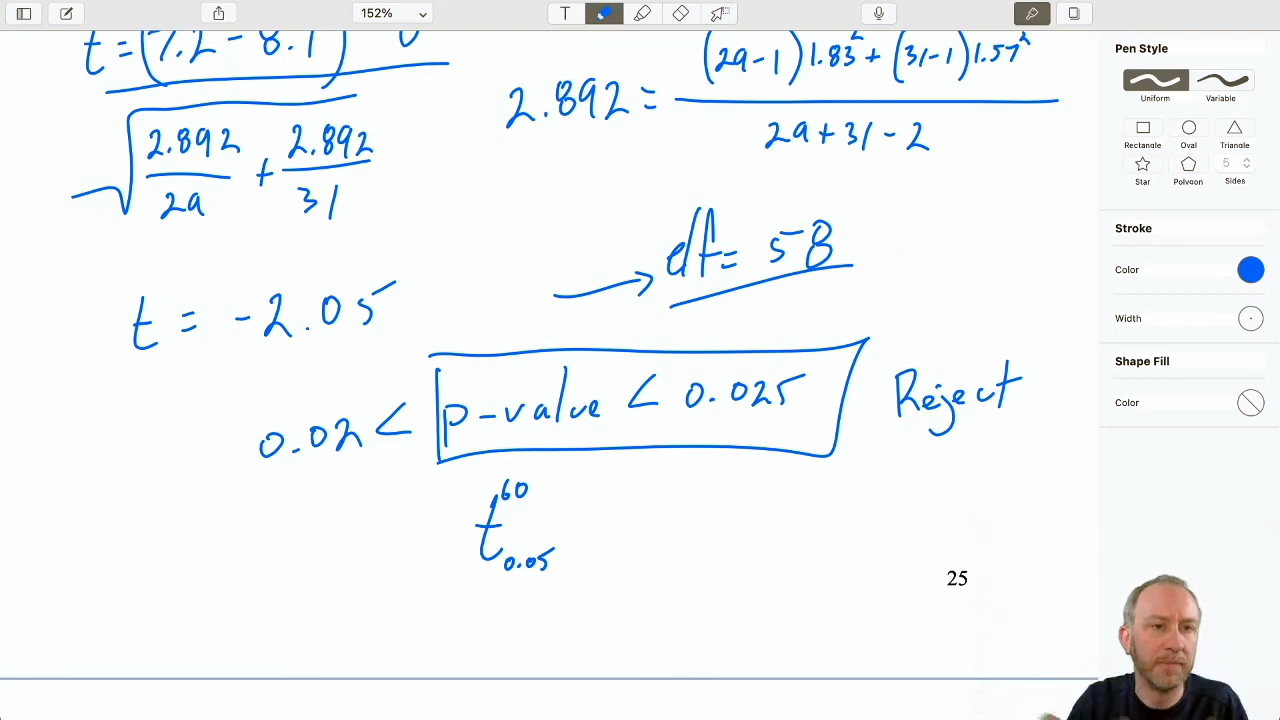 152%
T
t = (7.2 - 8.1) - 0
√ 2.892/29 + 2.892/31
2.892 = (29-1)1.83² + (31-1)1.57² / 29+31-2
df = 58
t = -2.05
0.02 < p-value < 0.025 Reject
t 60 0.05
25
Pen Style
Uniform Variable
Rectangle Oval Triangle
Star Polygon Sides
5
Stroke
Color
Width
Shape Fill
Color